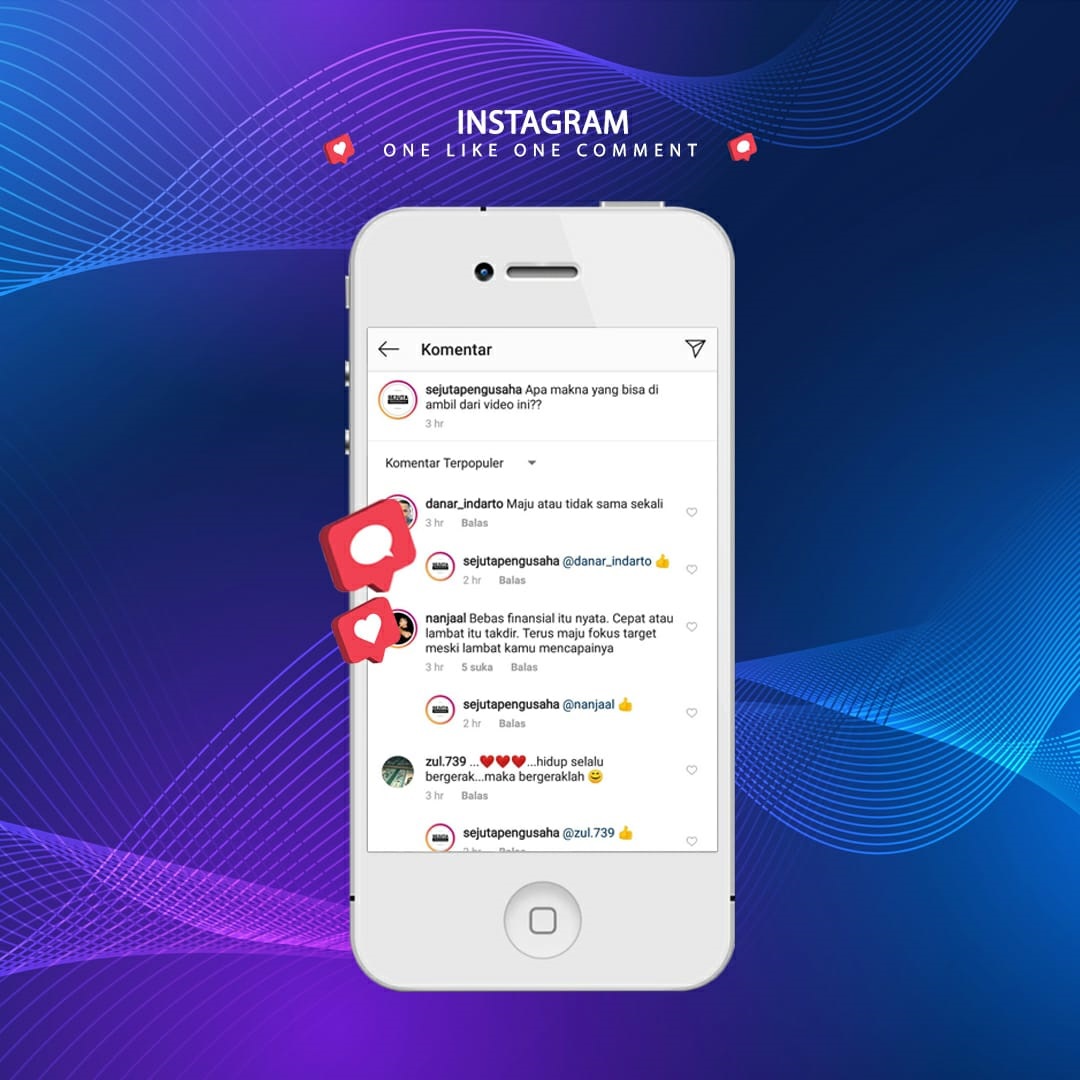 INSTAGRAM
ONE LIKE ONE COMMENT
Komentar
sejutapengusaha Apa makna yang bisa di
ambil dari video ini??
3 hr
Komentar Terpopuler
danar_indarto Maju atau tidak sama sekali
3 hr Balas
sejutapengusaha @danar_indarto 👍
2 hr Balas
nanjaal Bebas finansial itu nyata. Cepat atau
lambat itu takdir. Terus maju fokus target
meski lambat kamu mencapainya
3 hr 5 suka Balas
sejutapengusaha @nanjaal 👍
2 hr Balas
zul.739 ...❤️❤️❤️...hidup selalu
bergerak...maka bergeraklah 😄
3 hr Balas
sejutapengusaha @zul.739 👍